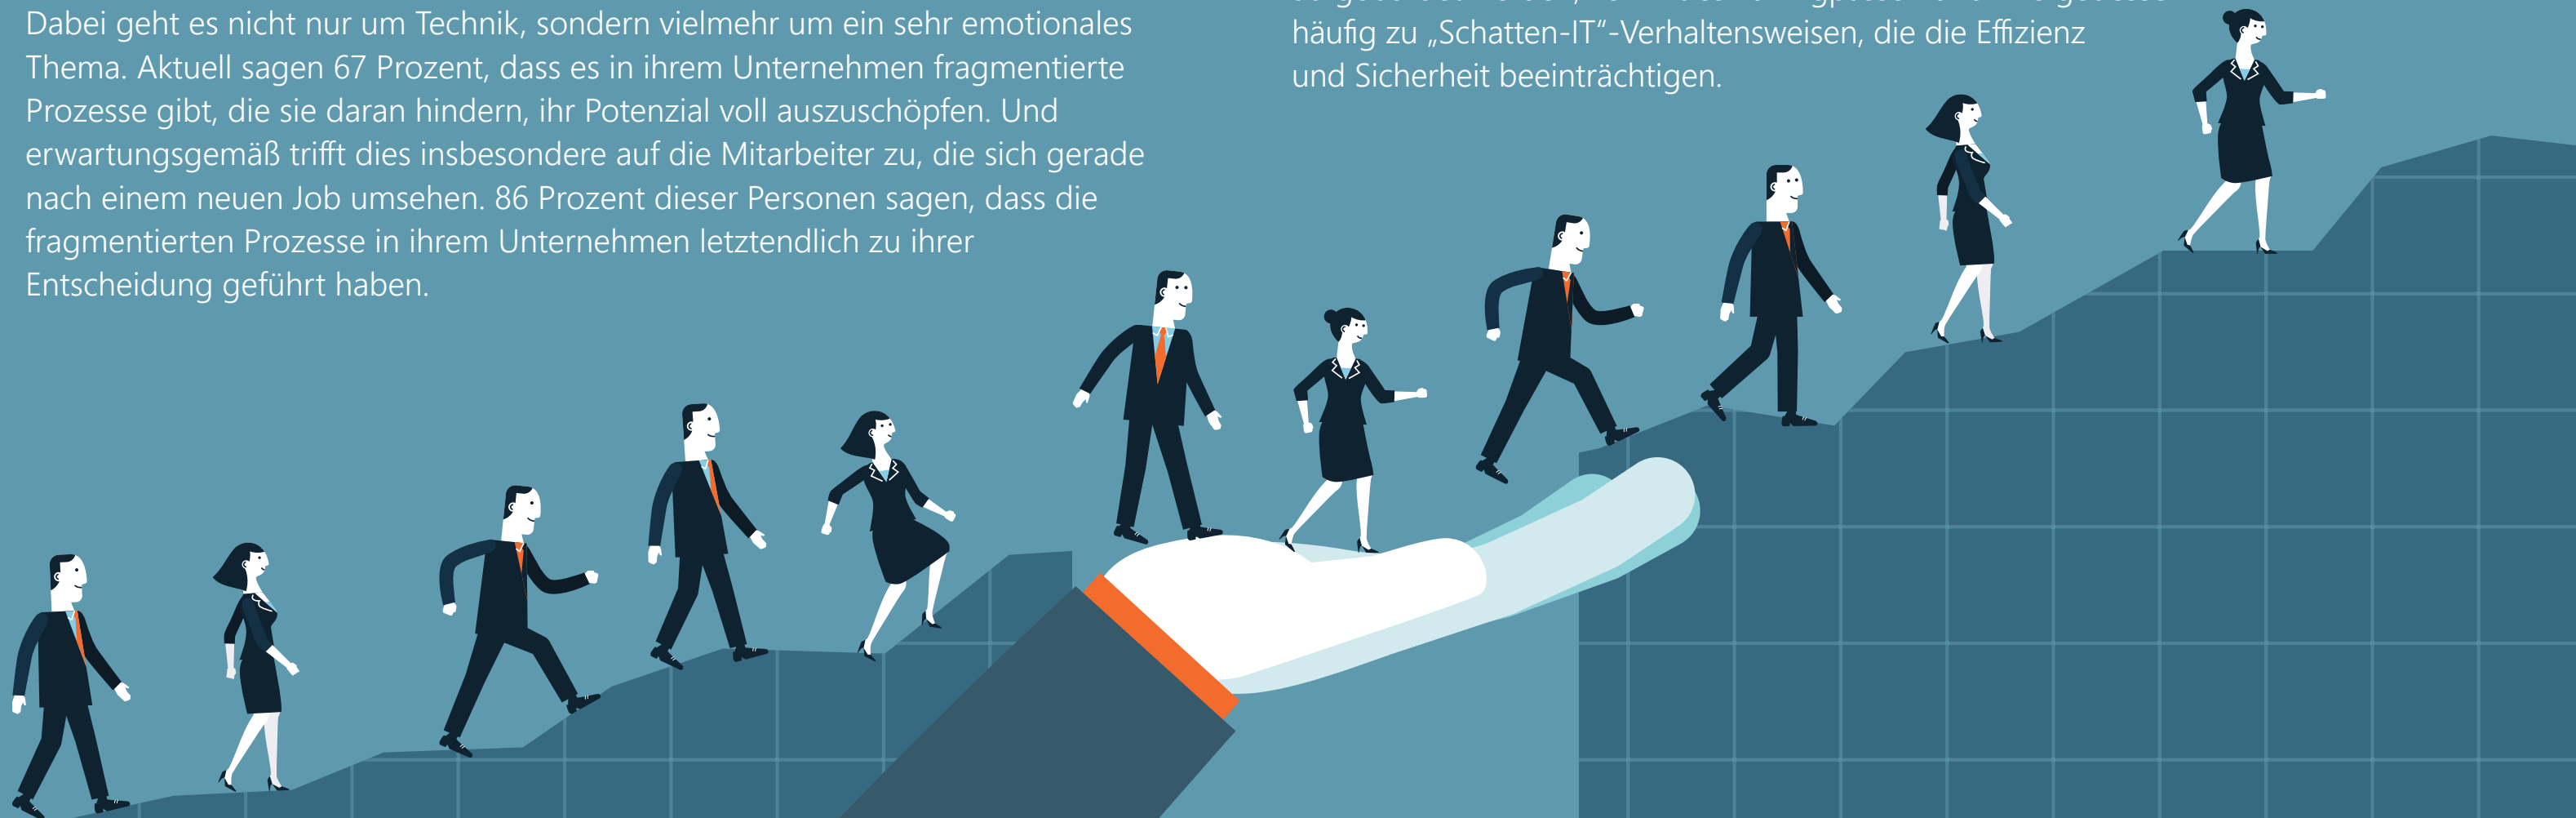 Dabei geht es nicht nur um Technik, sondern vielmehr um ein sehr emotionales
Thema. Aktuell sagen 67 Prozent, dass es in ihrem Unternehmen fragmentierte
Prozesse gibt, die sie daran hindern, ihr Potenzial voll auszuschöpfen. Und
erwartungsgemäß trifft dies insbesondere auf die Mitarbeiter zu, die sich gerade
nach einem neuen Job umsehen. 86 Prozent dieser Personen sagen, dass die
fragmentierten Prozesse in ihrem Unternehmen letztendlich zu ihrer
Entscheidung geführt haben.
häufig zu „Schatten-IT“-Verhaltensweisen, die die Effizienz
und Sicherheit beeinträchtigen.